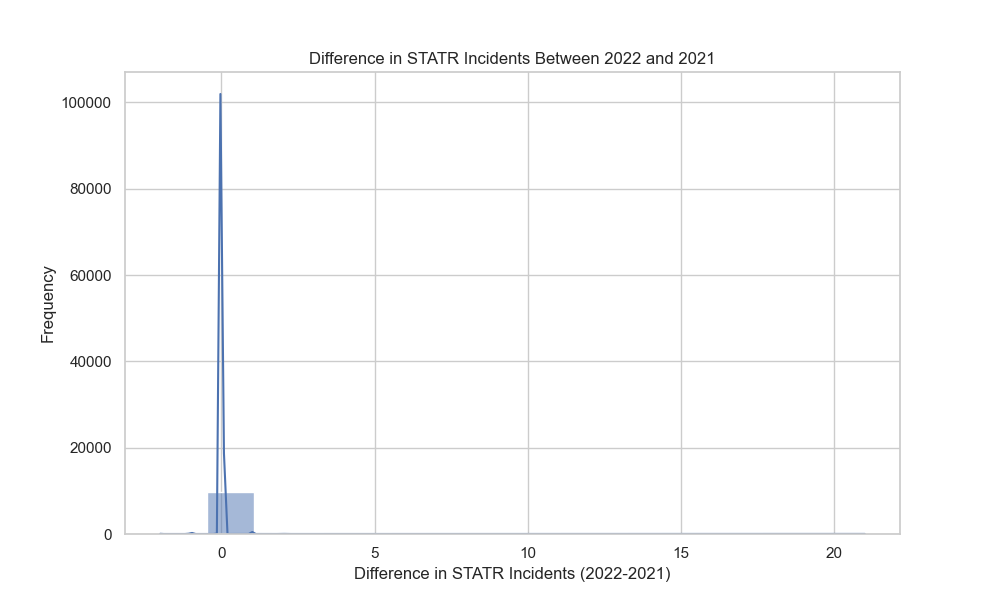 Difference in STATR Incidents Between 2022 and 2021
100000
80000
60000
40000
20000
0
Frequency
0 5 10 15 20
Difference in STATR Incidents (2022-2021)